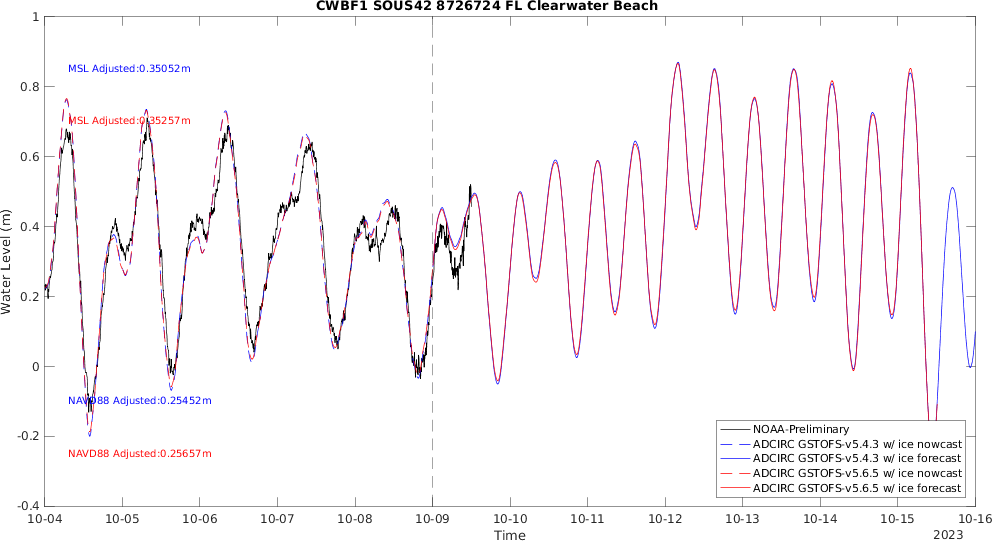 CWBF1 SOUS42 8726724 FL Clearwater Beach
1
0.8
0.6
0.4
0.2
0
-0.2
-0.4
Water Level (m)
MSL Adjusted:0.35052m
MSL Adjusted:0.35257m
NAVD88 Adjusted:0.25452m
NAVD88 Adjusted:0.25657m
NOAA-Preliminary
ADCIRC GSTOFS-v5.4.3 w/ ice nowcast
ADCIRC GSTOFS-v5.4.3 w/ ice forecast
ADCIRC GSTOFS-v5.6.5 w/ ice nowcast
ADCIRC GSTOFS-v5.6.5 w/ ice forecast
10-04 10-05 10-06 10-07 10-08 10-09 10-10 10-11 10-12 10-13 10-14 10-15 10-16
Time
2023